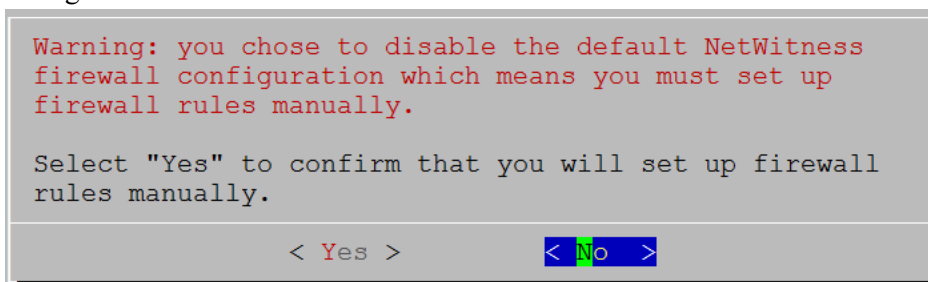 Warning: you chose to disable the default NetWitness
firewall configuration which means you must set up
firewall rules manually.
Select "Yes" to confirm that you will set up firewall
rules manually.
< Yes > < No >